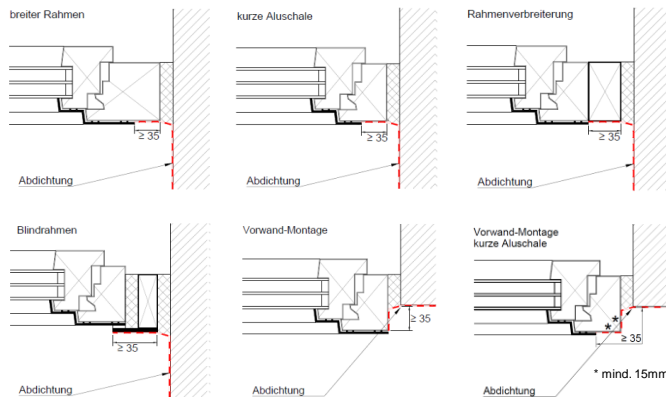 breiter Rahmen
≥ 35
Abdichtung
kurze Aluschale
≥ 35
Abdichtung
Rahmenverbreiterung
≥ 35
Abdichtung
Blindrahmen
≥ 35
Abdichtung
Vorwand-Montage
≥ 35
Abdichtung
Vorwand-Montage
kurze Aluschale
* *
≥ 35
* mind. 15mm
Abdichtung